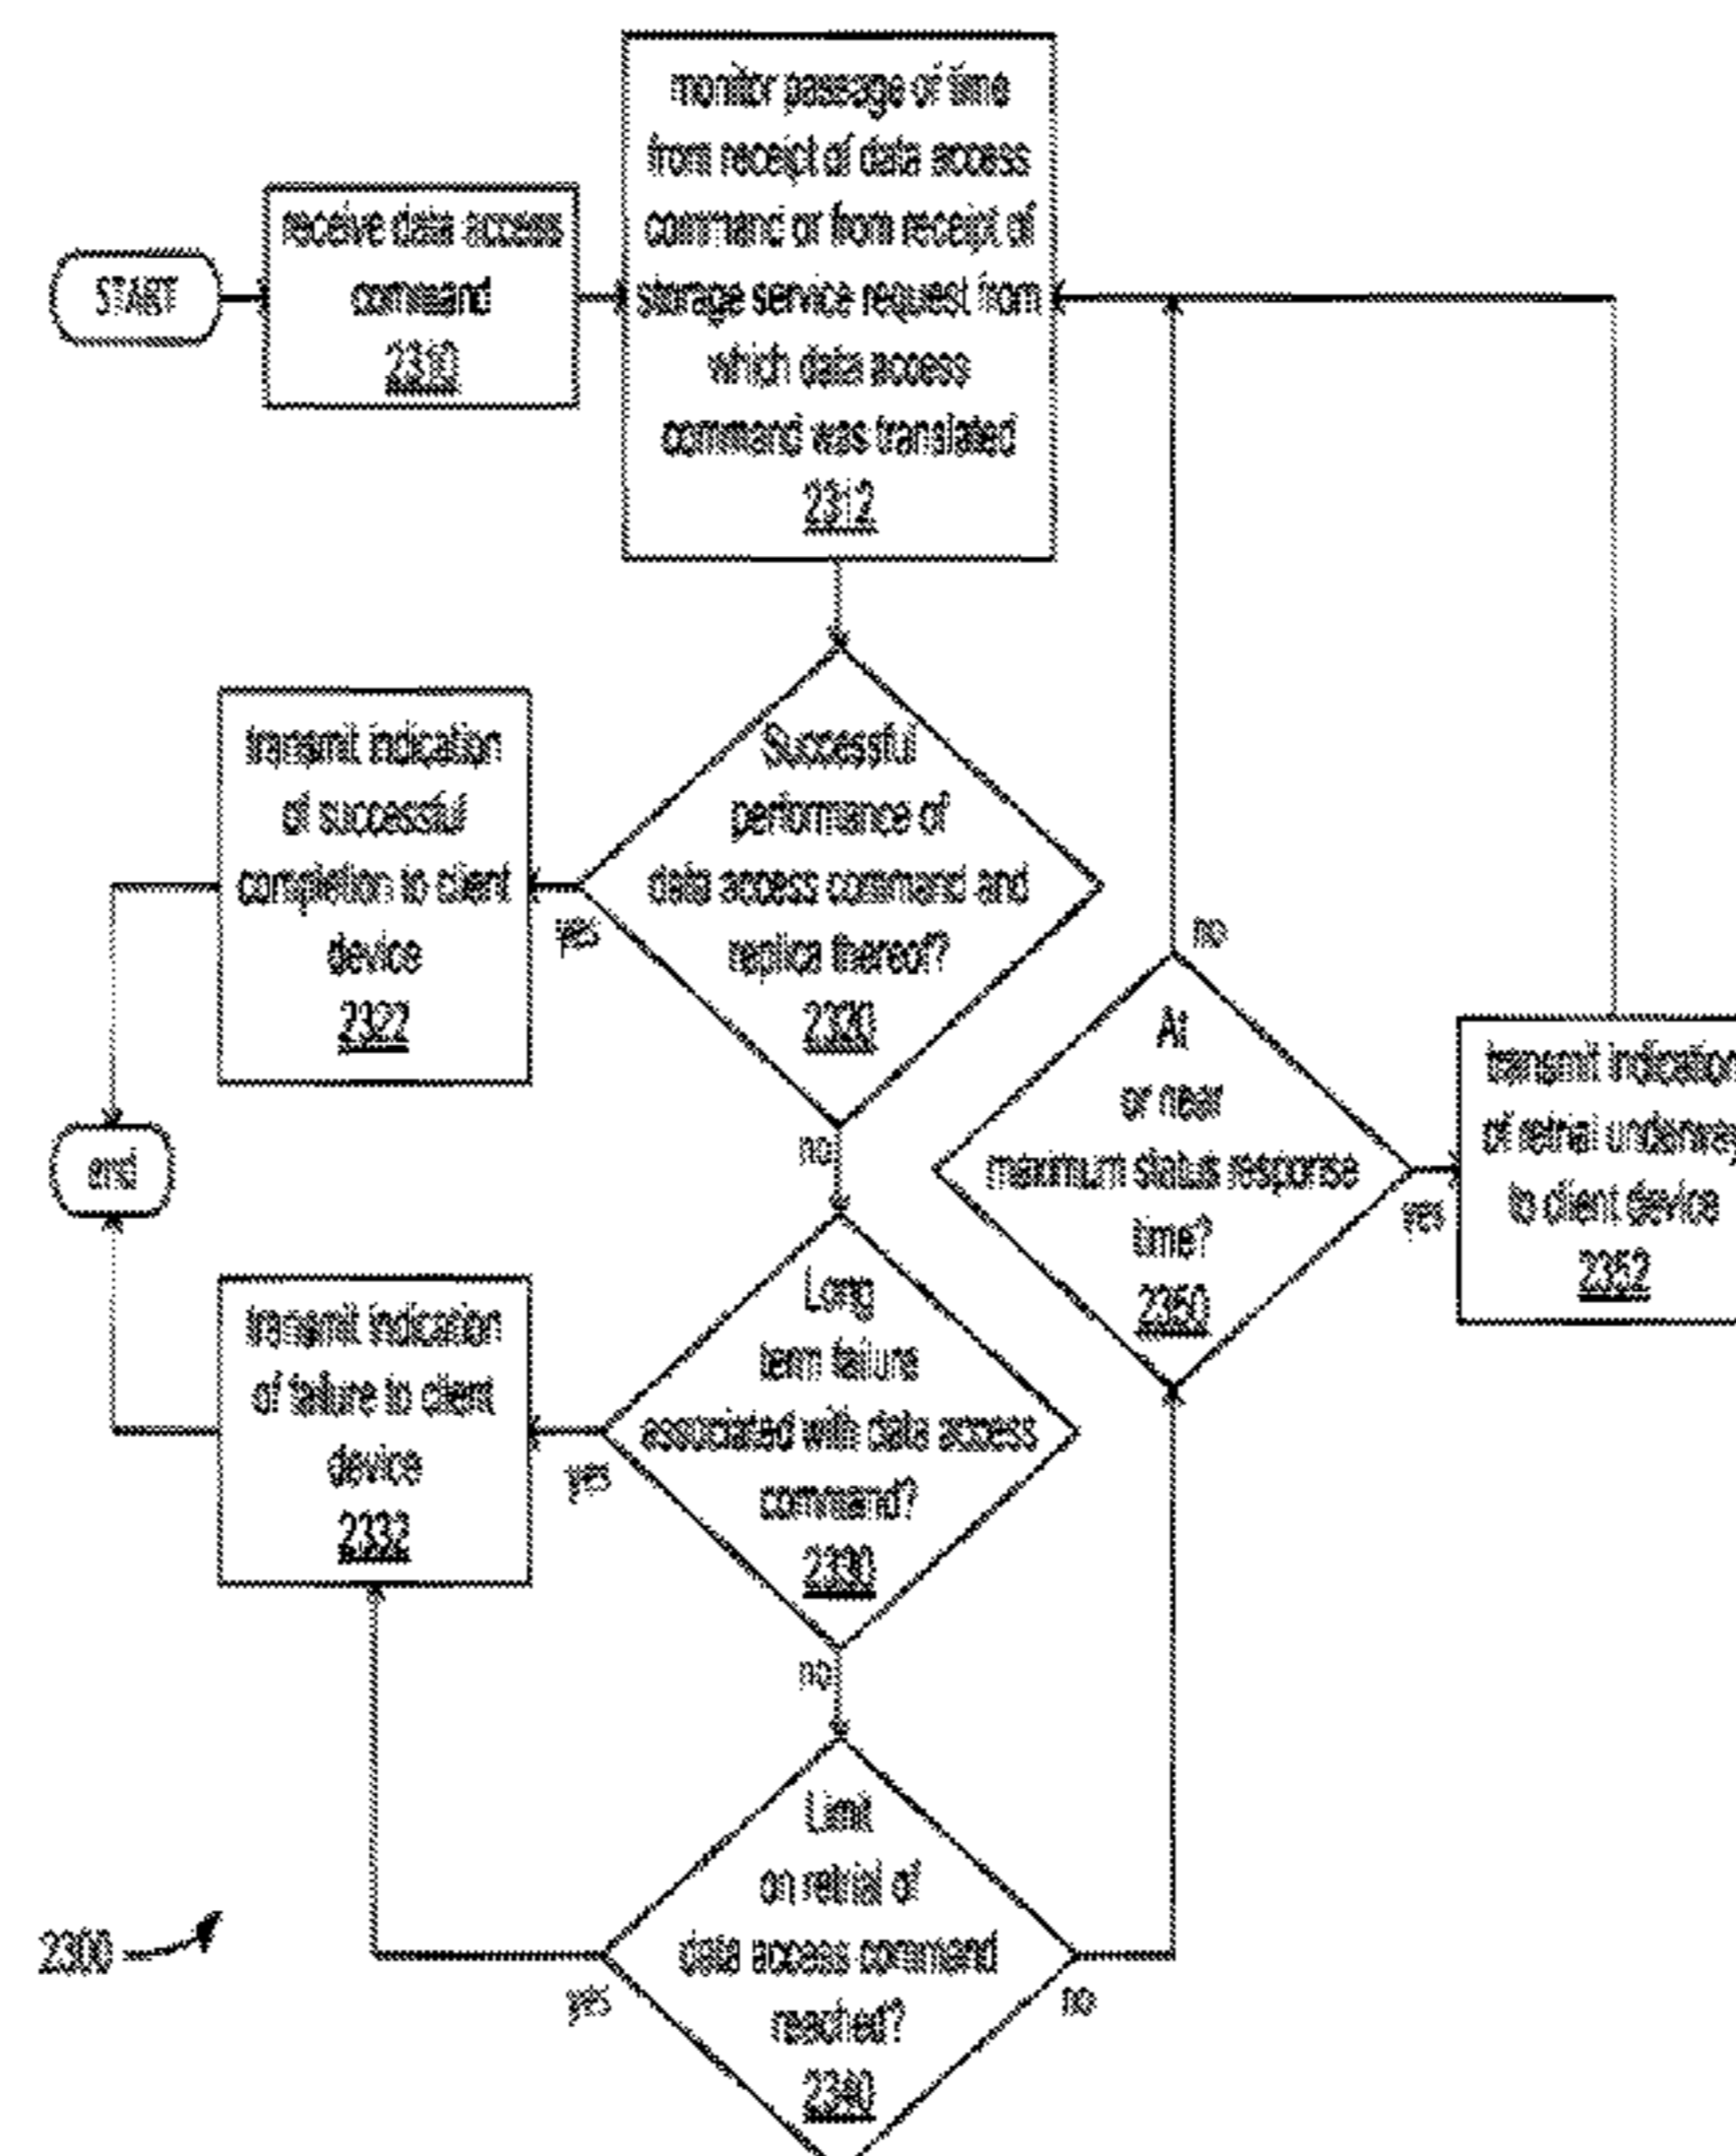 START
receive data access
command
2310
monitor passage of time
from receipt of data access
command or from receipt of
storage service request from
which data access
command was translated
2312
Successful
performance of
data access command and
replica thereof?
2320
yes
no
transmit indication
of successful
completion to client
device
2322
end
Long
term failure
associated with data access
command?
2330
yes
no
transmit indication
of failure to client
device
2332
Limit
on retrial of
data access command
reached?
2340
yes
no
At
or near
maximum status response
time?
2350
no
yes
transmit indication
of retrial underway
to client device
2352
2300